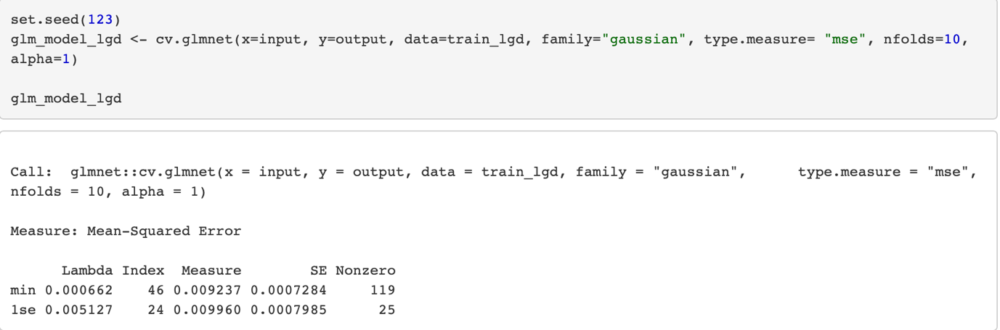 set.seed(123)
glm_model_lgd <- cv.glmnet(x=input, y=output, data=train_lgd, family="gaussian", type.measure= "mse", nfolds=10,
alpha=1)
glm_model_lgd
Call:  glmnet::cv.glmnet(x = input, y = output, data = train_lgd, family = "gaussian",      type.measure = "mse",
nfolds = 10, alpha = 1)
Measure: Mean-Squared Error
      Lambda Index  Measure        SE Nonzero
min 0.000662    46 0.009237 0.0007284     119
1se 0.005127    24 0.009960 0.0007985      25